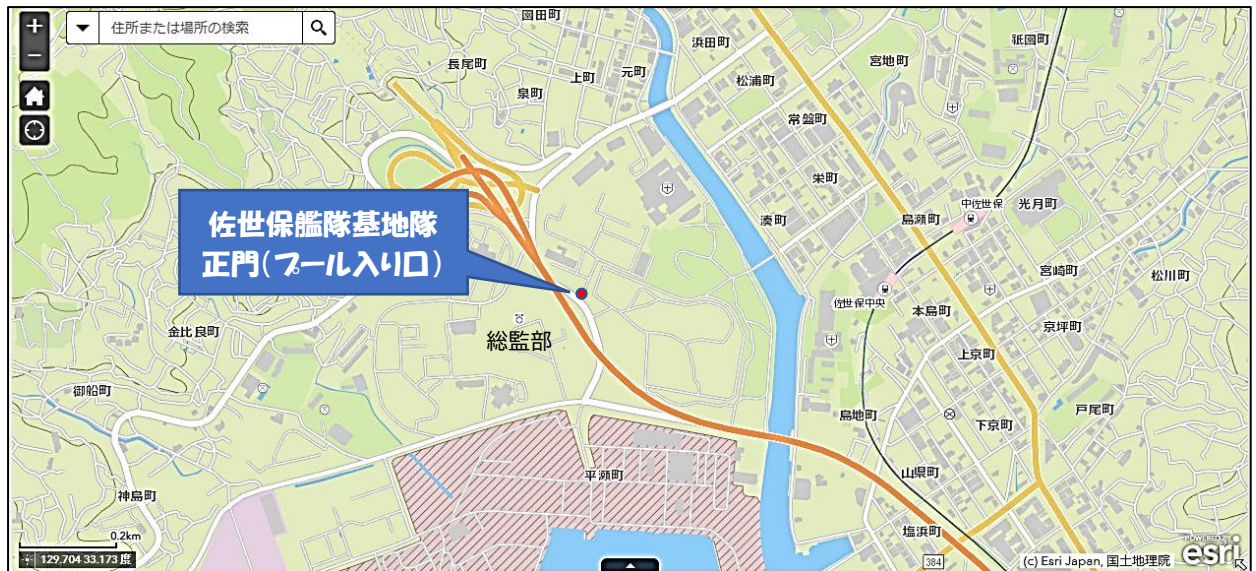 住所または場所の検索
園田町
浜田町
祇園町
長尾町
上町
元町
松浦町
宮地町
泉町
常盤町
栄町
湊町
島瀬町
中佐世保
光月町
佐世保艦隊基地隊
正門(プール入り口)
宮崎町
松川町
佐世保中央
本島町
金比良町
総監部
京坪町
上京町
御船町
戸尾町
島地町
下京町
平瀬町
山県町
神島町
塩浜町
0.2km
129.704 33.173 度
384
(c) Esri Japan, 国土地理院
POWERED BY
esri